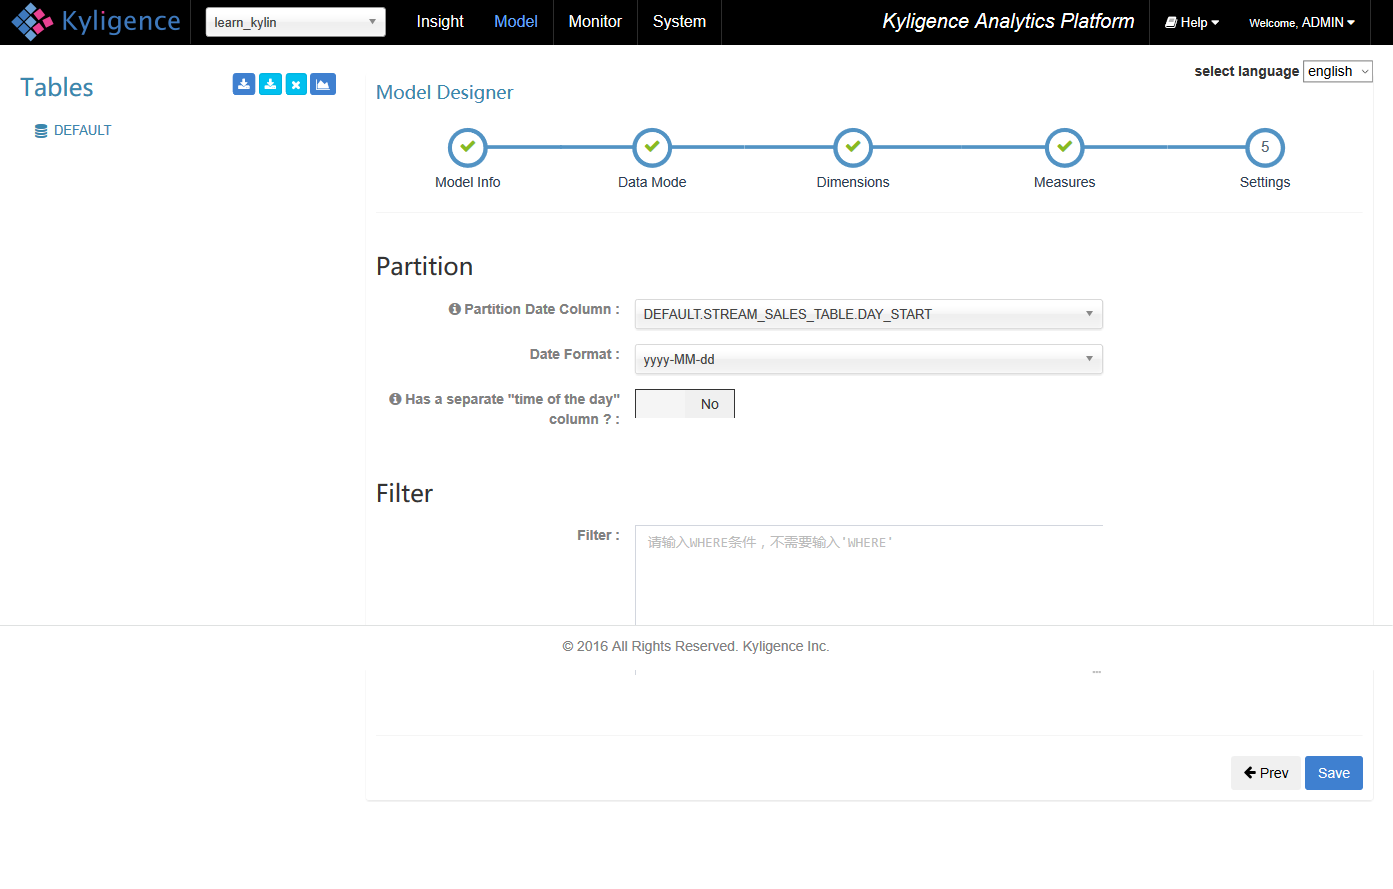 Kyligence
learn_kylin
Insight
Model
Monitor
System
Kyligence Analytics Platform
Help
Welcome, ADMIN
select language english
Tables
DEFAULT
Model Designer
5
Model Info
Data Mode
Dimensions
Measures
Settings
Partition
Partition Date Column :
DEFAULT.STREAM_SALES_TABLE.DAY_START
Date Format :
yyyy-MM-dd
Has a separate "time of the day"
column ? :
No
Filter
Filter :
请输入WHERE条件，不需要输入'WHERE'
© 2016 All Rights Reserved. Kyligence Inc.
Prev
Save